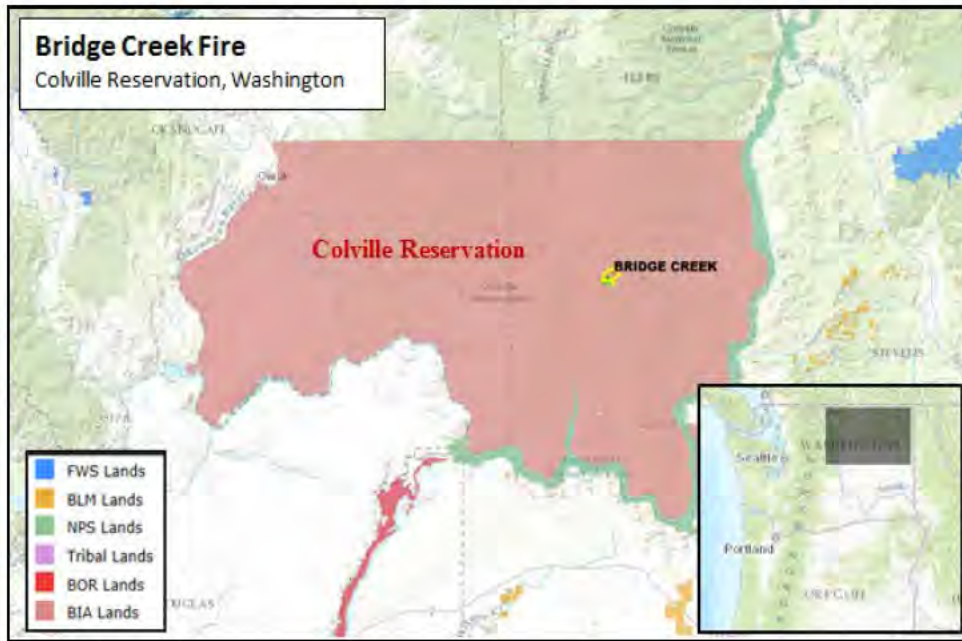 Bridge Creek Fire
Colville Reservation, Washington
Colville Reservation
BRIDGE CREEK
STEVENS
FWS Lands
BLM Lands
NPS Lands
Tribal Lands
BOR Lands
BIA Lands
WASHINGTON
Seattle
Portland